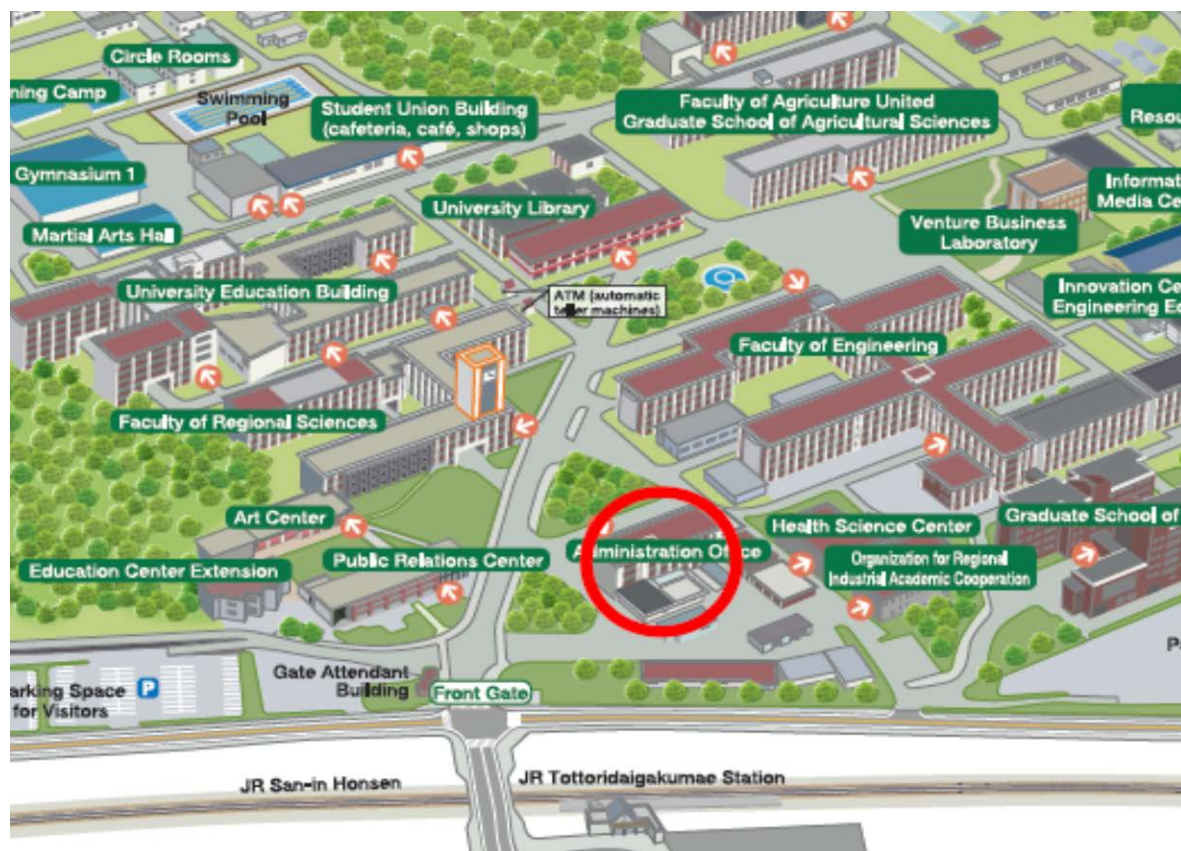 Circle Rooms
ning Camp
Swimming
Pool
Student Union Building
(cafeteria, café, shops)
Faculty of Agriculture United
Graduate School of Agricultural Sciences
Resou
Gymnasium 1
University Library
Informat
Media Ce
Martial Arts Hall
Venture Business
Laboratory
University Education Building
ATM (automatic
teller machines)
Innovation Ce
Engineering Ed
Faculty of Engineering
Faculty of Regional Sciences
Art Center
Health Science Center
Graduate School of
Public Relations Center
Administration Office
Education Center Extension
Organization for Regional
Industrial Academic Cooperation
Gate Attendant
Building
arking Space P
for Visitors
Front Gate
Pa
JR San-in Honsen
JR Tottoridaigakumae Station